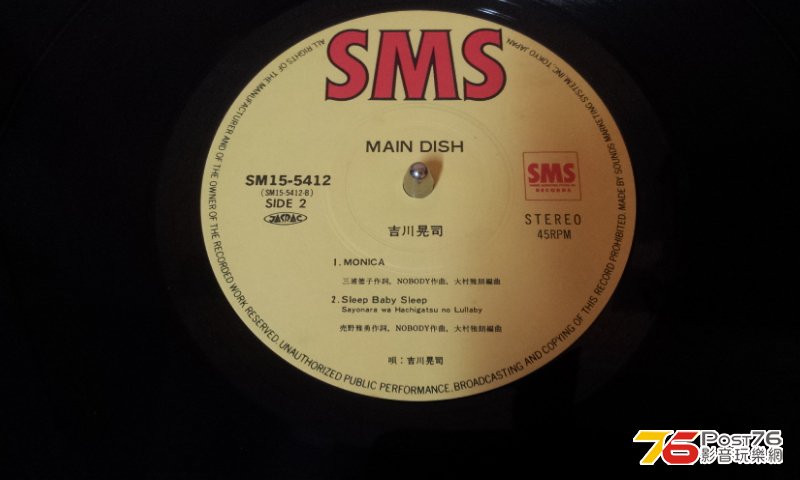 SMS
MAIN DISH
SM15-5412
(SM15-5412-B)
SIDE 2
JASRAC
SMS
RECORDS
STEREO
45RPM
吉川晃司
1. MONICA
三浦徳子作詞, NOBODY作曲, 大村雅朗編曲
2. Sleep Baby Sleep
Sayonara wa Hachigatsu no Lullaby
売野雅勇作詞, NOBODY作曲, 大村雅朗編曲
唄：吉川晃司
ALL RIGHTS OF THE MANUFACTURER AND OF THE OWNER OF THE RECORDED WORK RESERVED. UNAUTHORIZED PUBLIC PERFORMANCE. BROADCASTING AND COPYING OF THIS RECORD PROHIBITED. MADE BY SOUNDS MARKETING SYSTEM INC., TOKYO JAPAN
76 Post76
影音玩樂網